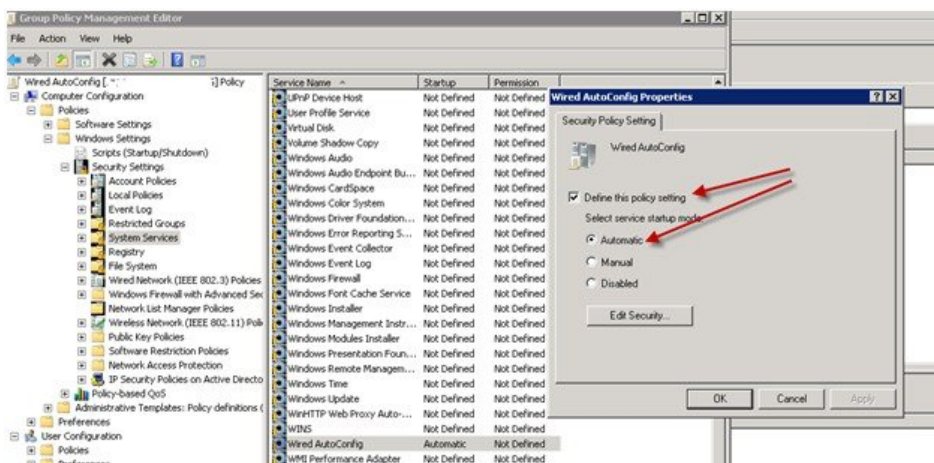 Group Policy Management Editor
File Action View Help
Wired AutoConfig [ Policy
Computer Configuration
Policies
Software Settings
Windows Settings
Scripts (Startup/Shutdown)
Security Settings
Account Policies
Local Policies
Event Log
Restricted Groups
System Services
Registry
File System
Wired Network (IEEE 802.3) Policies
Windows Firewall with Advanced Sec
Network List Manager Policies
Wireless Network (IEEE 802.11) Poli
Public Key Policies
Software Restriction Policies
Network Access Protection
IP Security Policies on Active Directo
Policy-based QoS
Administrative Templates: Policy definitions (
Preferences
User Configuration
Policies
Preferences
Service Name Startup Permission
UPnP Device Host Not Defined Not Defined
User Profile Service Not Defined Not Defined
Virtual Disk Not Defined Not Defined
Volume Shadow Copy Not Defined Not Defined
Windows Audio Not Defined Not Defined
Windows Audio Endpoint Bu... Not Defined Not Defined
Windows CardSpace Not Defined Not Defined
Windows Color System Not Defined Not Defined
Windows Driver Foundation... Not Defined Not Defined
Windows Error Reporting S... Not Defined Not Defined
Windows Event Collector Not Defined Not Defined
Windows Event Log Not Defined Not Defined
Windows Firewall Not Defined Not Defined
Windows Font Cache Service Not Defined Not Defined
Windows Installer Not Defined Not Defined
Windows Management Instr... Not Defined Not Defined
Windows Modules Installer Not Defined Not Defined
Windows Presentation Foun... Not Defined Not Defined
Windows Remote Managem... Not Defined Not Defined
Windows Time Not Defined Not Defined
Windows Update Not Defined Not Defined
WinHTTP Web Proxy Auto-... Not Defined Not Defined
WINS Not Defined Not Defined
Wired AutoConfig Automatic Not Defined
WMI Performance Adapter Not Defined Not Defined
Wired AutoConfig Properties
Security Policy Setting
Wired AutoConfig
Define this policy setting
Select service startup mode
Automatic
Manual
Disabled
Edit Security...
OK Cancel Apply